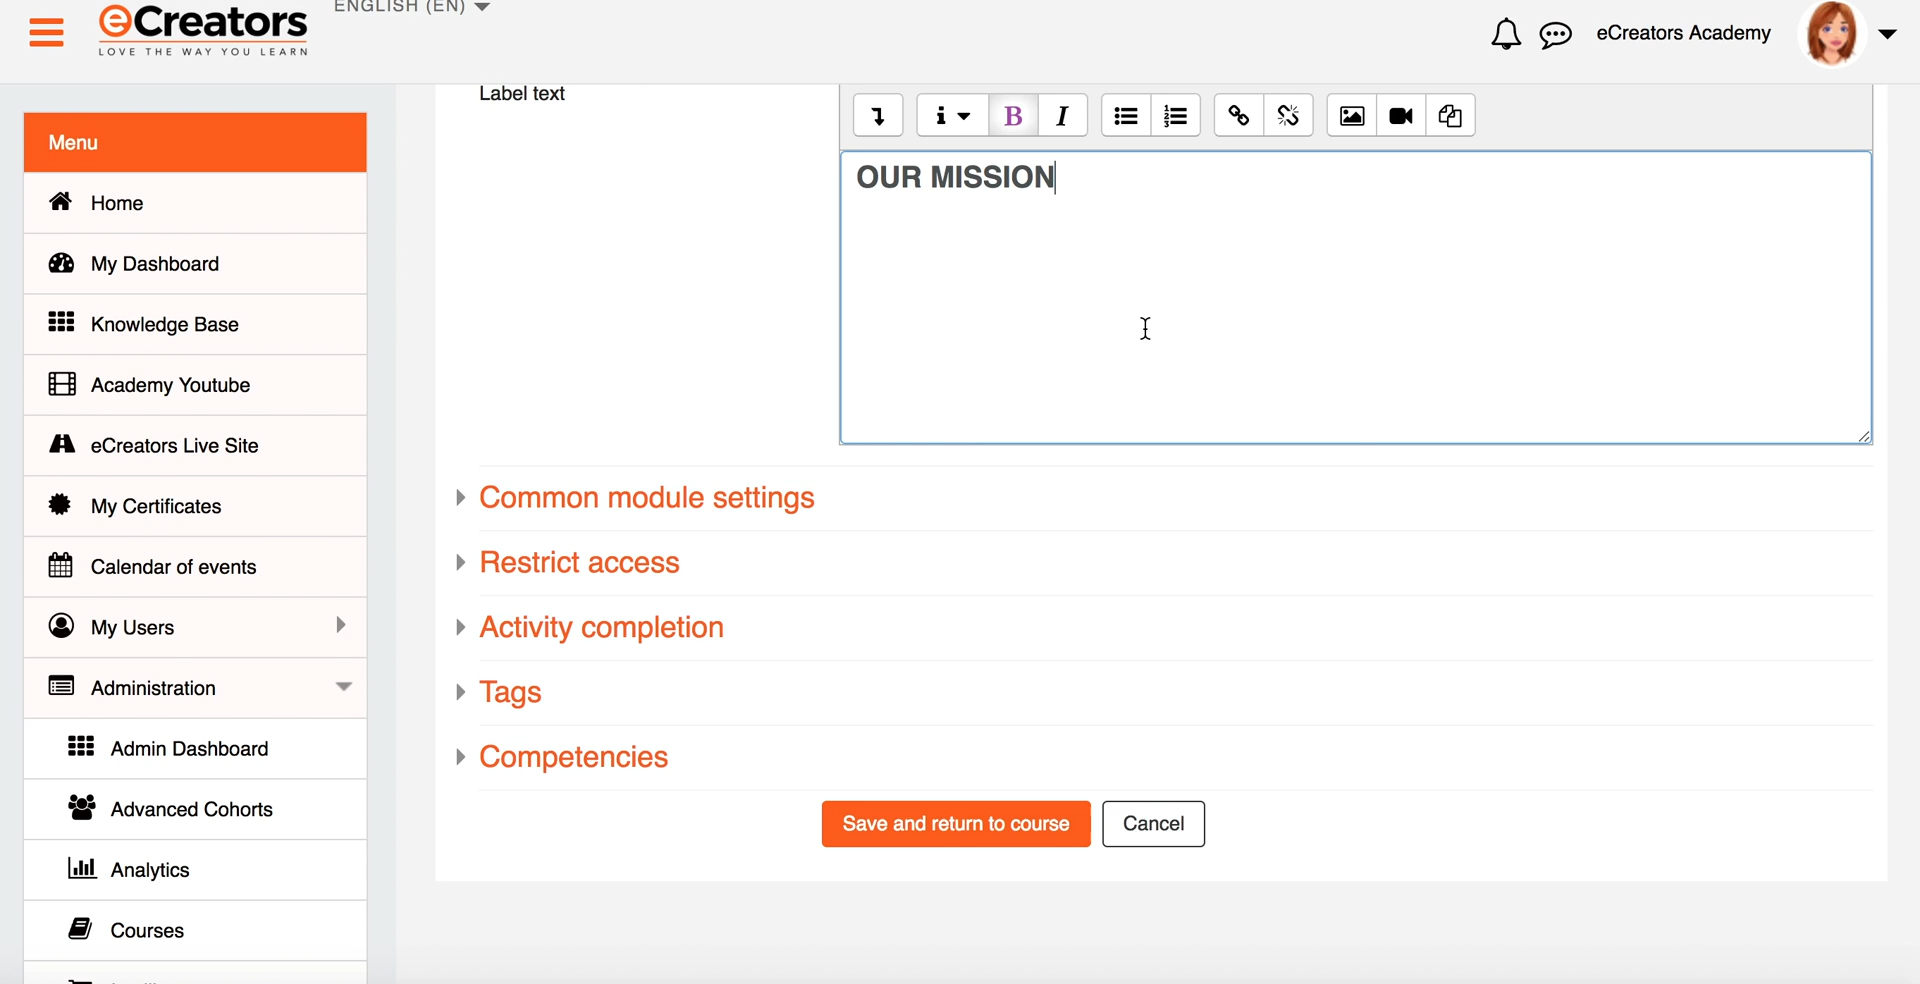 ENGLISH (EN)
eCreators
LOVE THE WAY YOU LEARN
eCreators Academy
Menu
Home
My Dashboard
Knowledge Base
Academy Youtube
eCreators Live Site
My Certificates
Calendar of events
My Users
Administration
Admin Dashboard
Advanced Cohorts
Analytics
Courses
Label text
B I
OUR MISSION
Common module settings
Restrict access
Activity completion
Tags
Competencies
Save and return to course
Cancel